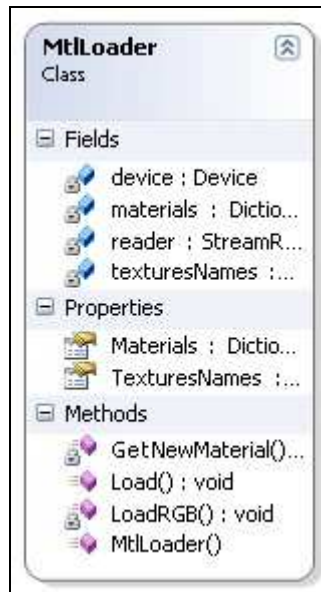 MtlLoader
Class
Fields
device : Device
materials : Dictio...
reader : StreamR...
texturesNames :...
Properties
Materials : Dictio...
TexturesNames :...
Methods
GetNewMaterial()...
Load() : void
LoadRGB() : void
MtlLoader()